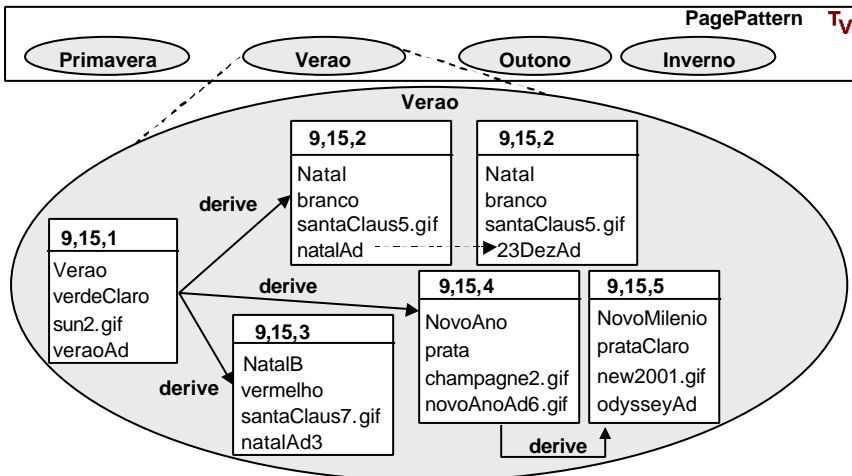 PagePattern TV
Primavera Verao Outono Inverno
Verao
9,15,2
Natal
branco
santaClaus5.gif
natalAd
9,15,2
Natal
branco
santaClaus5.gif
23DezAd
derive
9,15,1
Verao
verdeClaro
sun2.gif
veraoAd
derive
9,15,4
NovoAno
prata
champagne2.gif
novoAnoAd6.gif
9,15,5
NovoMilenio
prataClaro
new2001.gif
odysseyAd
derive
9,15,3
NatalB
vermelho
santaClaus7.gif
natalAd3
derive